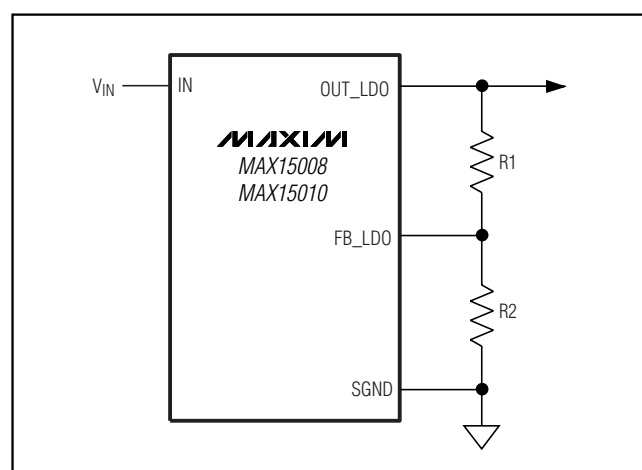 V_IN
IN
OUT_LDO
MAXIM
MAX15008
MAX15010
R1
FB_LDO
R2
SGND